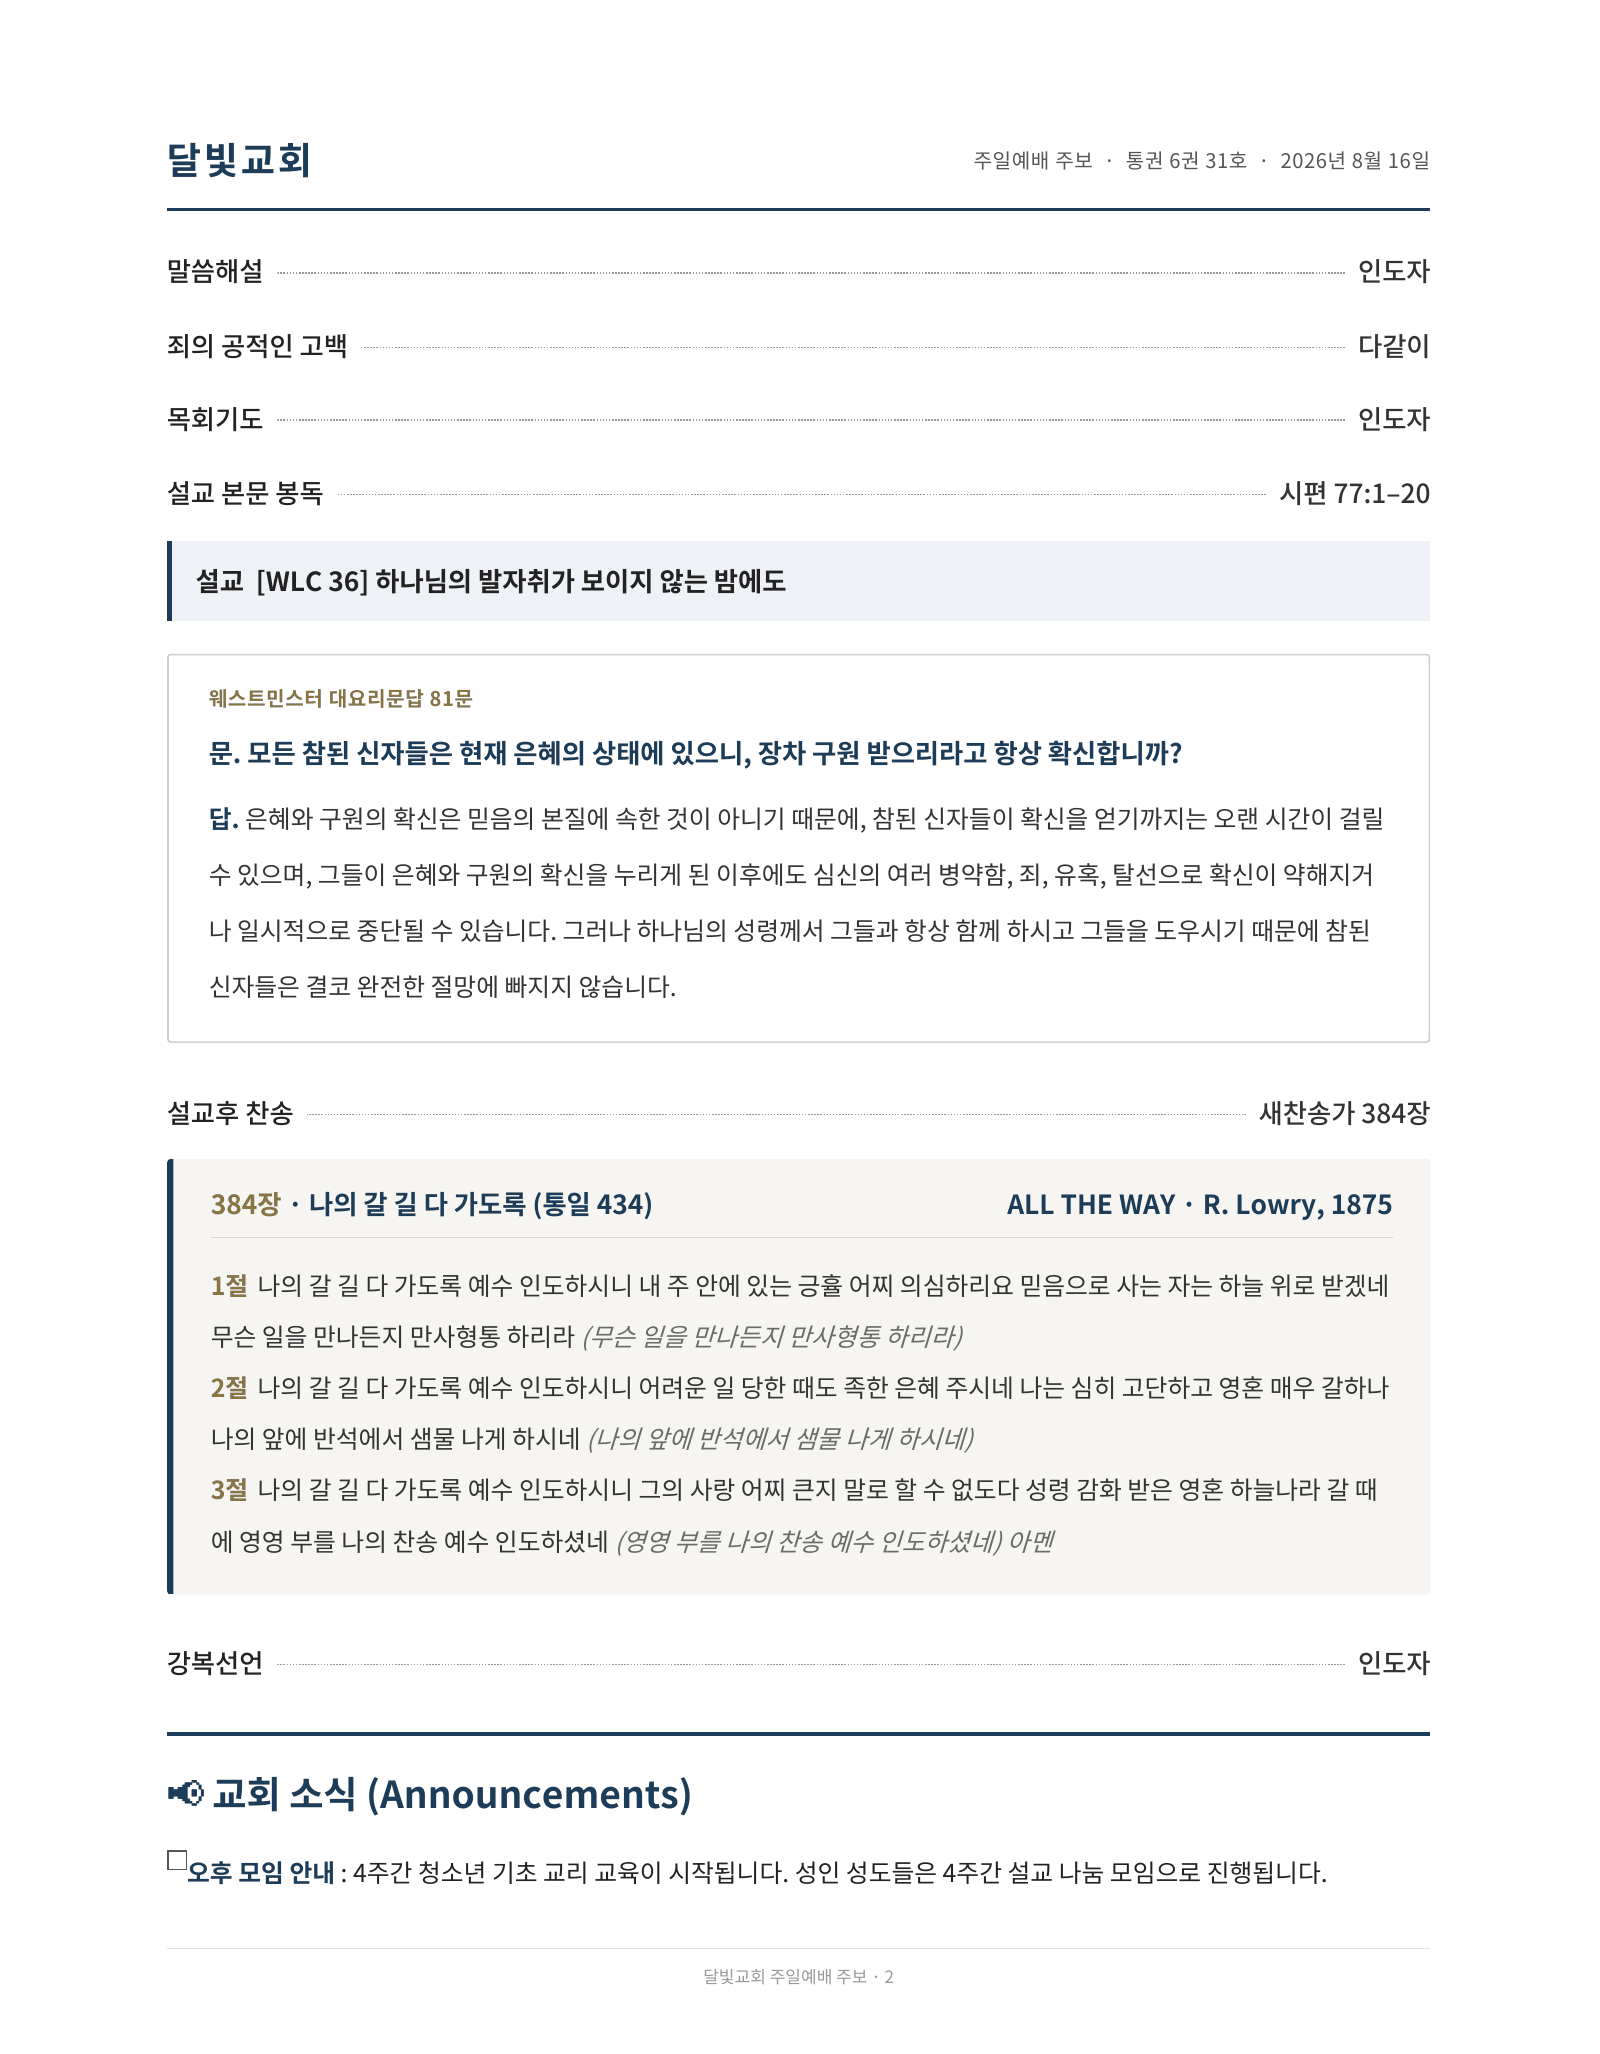 달빛교회
주일예배 주보 · 통권 6권 31호 · 2026년 8월 16일
말씀해설 인도자
죄의 공적인 고백 다같이
목회기도 인도자
설교 본문 봉독 시편 77:1–20
설교 [WLC 36] 하나님의 발자취가 보이지 않는 밤에도
웨스트민스터 대요리문답 81문
문. 모든 참된 신자들은 현재 은혜의 상태에 있으니, 장차 구원 받으리라고 항상 확신합니까?
답. 은혜와 구원의 확신은 믿음의 본질에 속한 것이 아니기 때문에, 참된 신자들이 확신을 얻기까지는 오랜 시간이 걸릴
수 있으며, 그들이 은혜와 구원의 확신을 누리게 된 이후에도 심신의 여러 병약함, 죄, 유혹, 탈선으로 확신이 약해지거
나 일시적으로 중단될 수 있습니다. 그러나 하나님의 성령께서 그들과 항상 함께 하시고 그들을 도우시기 때문에 참된
신자들은 결코 완전한 절망에 빠지지 않습니다.
설교후 찬송 새찬송가 384장
384장 · 나의 갈 길 다 가도록 (통일 434) ALL THE WAY · R. Lowry, 1875
1절 나의 갈 길 다 가도록 예수 인도하시니 내 주 안에 있는 긍휼 어찌 의심하리요 믿음으로 사는 자는 하늘 위로 받겠네
무슨 일을 만나든지 만사형통 하리라 (무슨 일을 만나든지 만사형통 하리라)
2절 나의 갈 길 다 가도록 예수 인도하시니 어려운 일 당한 때도 족한 은혜 주시네 나는 심히 고단하고 영혼 매우 갈하나
나의 앞에 반석에서 샘물 나게 하시네 (나의 앞에 반석에서 샘물 나게 하시네)
3절 나의 갈 길 다 가도록 예수 인도하시니 그의 사랑 어찌 큰지 말로 할 수 없도다 성령 감화 받은 영혼 하늘나라 갈 때
에 영영 부를 나의 찬송 예수 인도하셨네 (영영 부를 나의 찬송 예수 인도하셨네) 아멘
강복선언 인도자
📢 교회 소식 (Announcements)
□오후 모임 안내 : 4주간 청소년 기초 교리 교육이 시작됩니다. 성인 성도들은 4주간 설교 나눔 모임으로 진행됩니다.
달빛교회 주일예배 주보 · 2